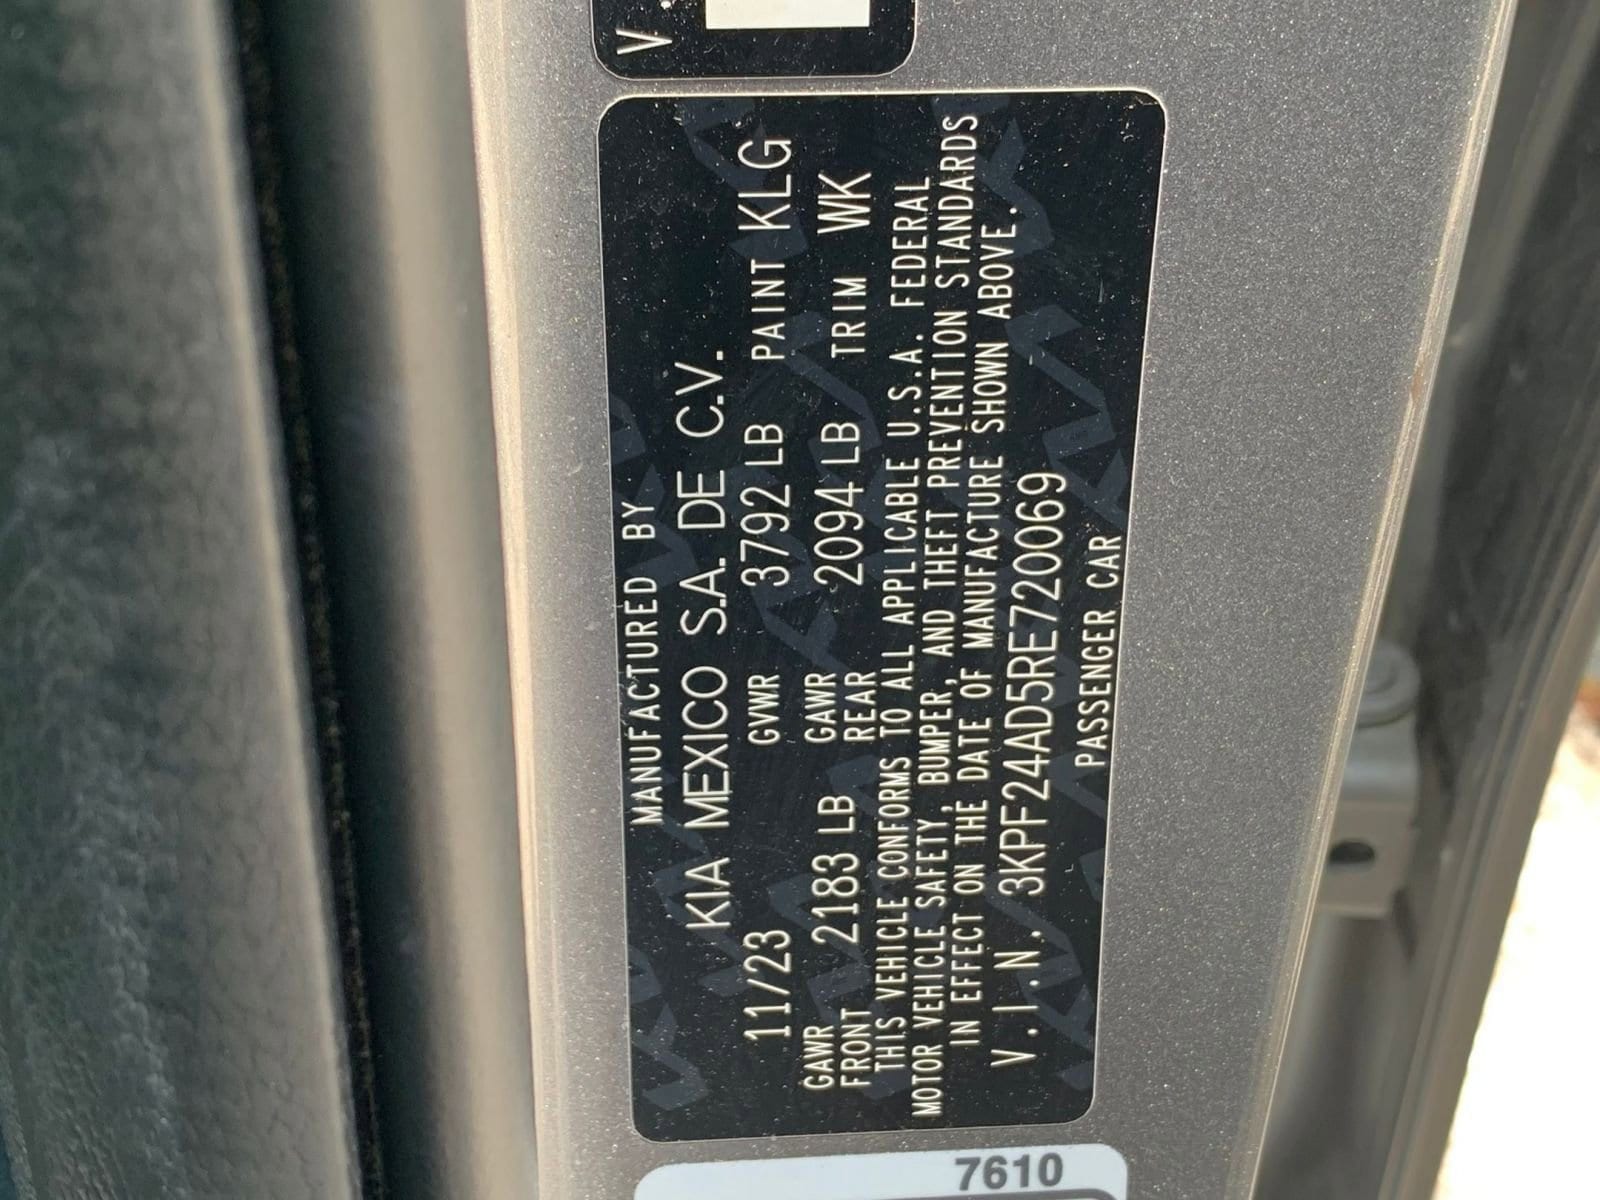 V.
MANUFACTURED BY
KIA MEXICO S.A. DE C.V.
11/23 GVWR 3792 LB PAINT KLG
GAWR FRONT 2183 LB GAWR REAR 2094 LB TRIM WK
THIS VEHICLE CONFORMS TO ALL APPLICABLE U.S.A. FEDERAL
MOTOR VEHICLE SAFETY, BUMPER, AND THEFT PREVENTION STANDARDS
IN EFFECT ON THE DATE OF MANUFACTURE SHOWN ABOVE.
V.I.N. 3KPF24AD5RE720069
PASSENGER CAR
7610